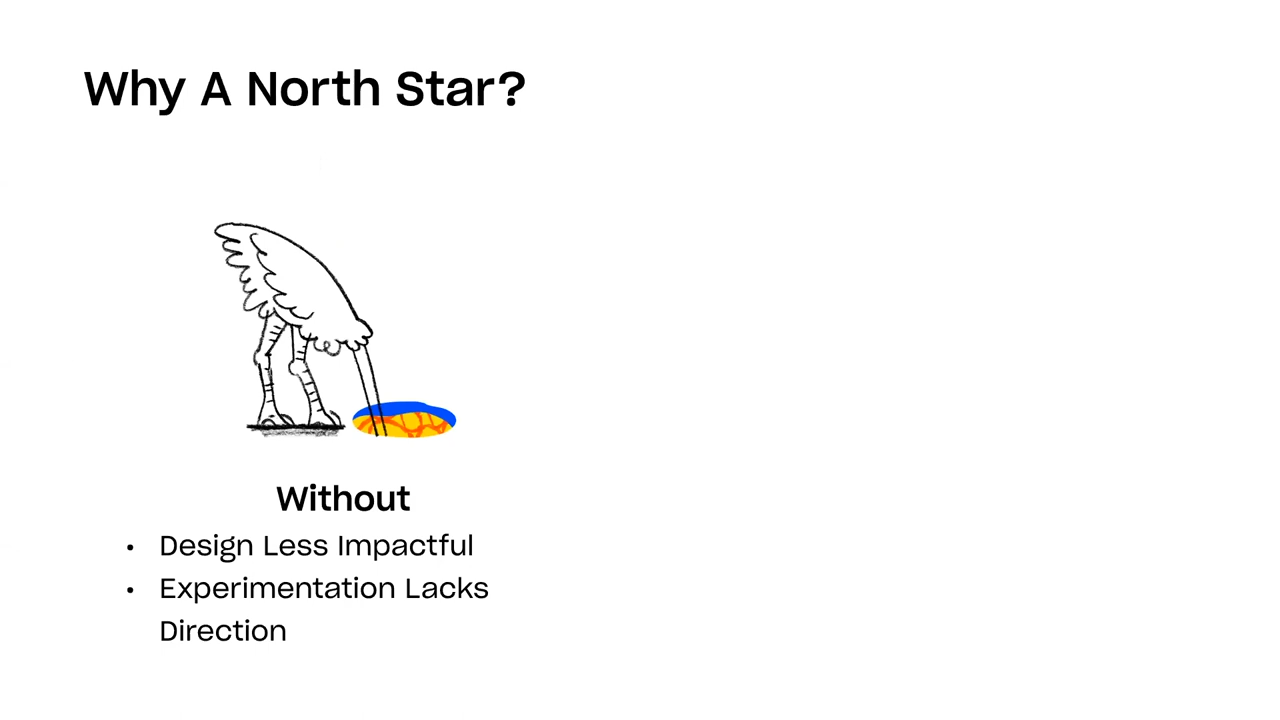 Why A North Star?
Without
• Design Less Impactful
• Experimentation Lacks
Direction